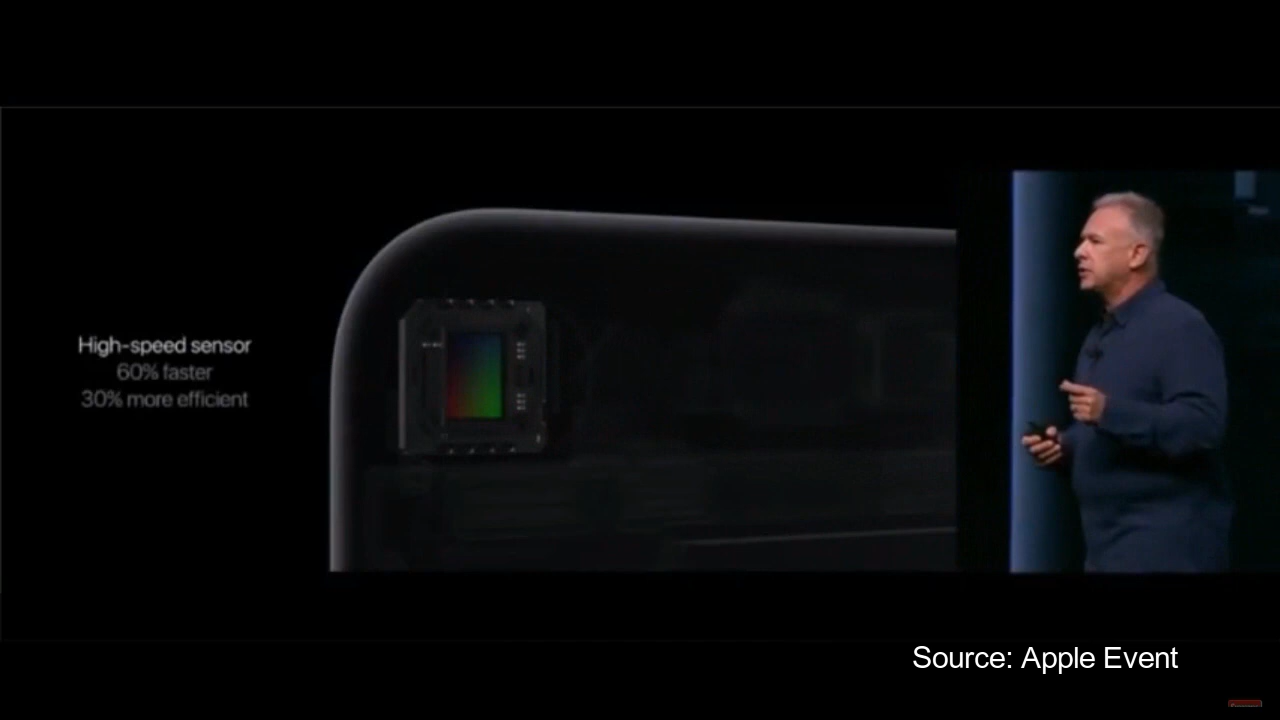 High-speed sensor
60% faster
30% more efficient
Source: Apple Event